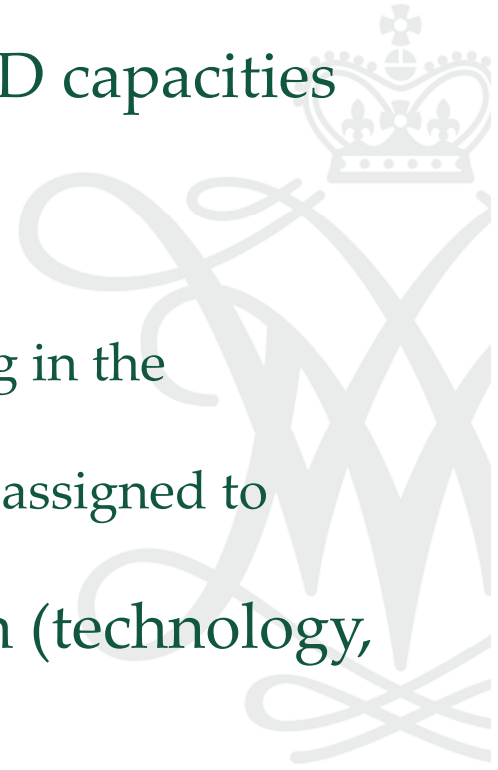 D capacities
g in the
assigned to
n (technology,